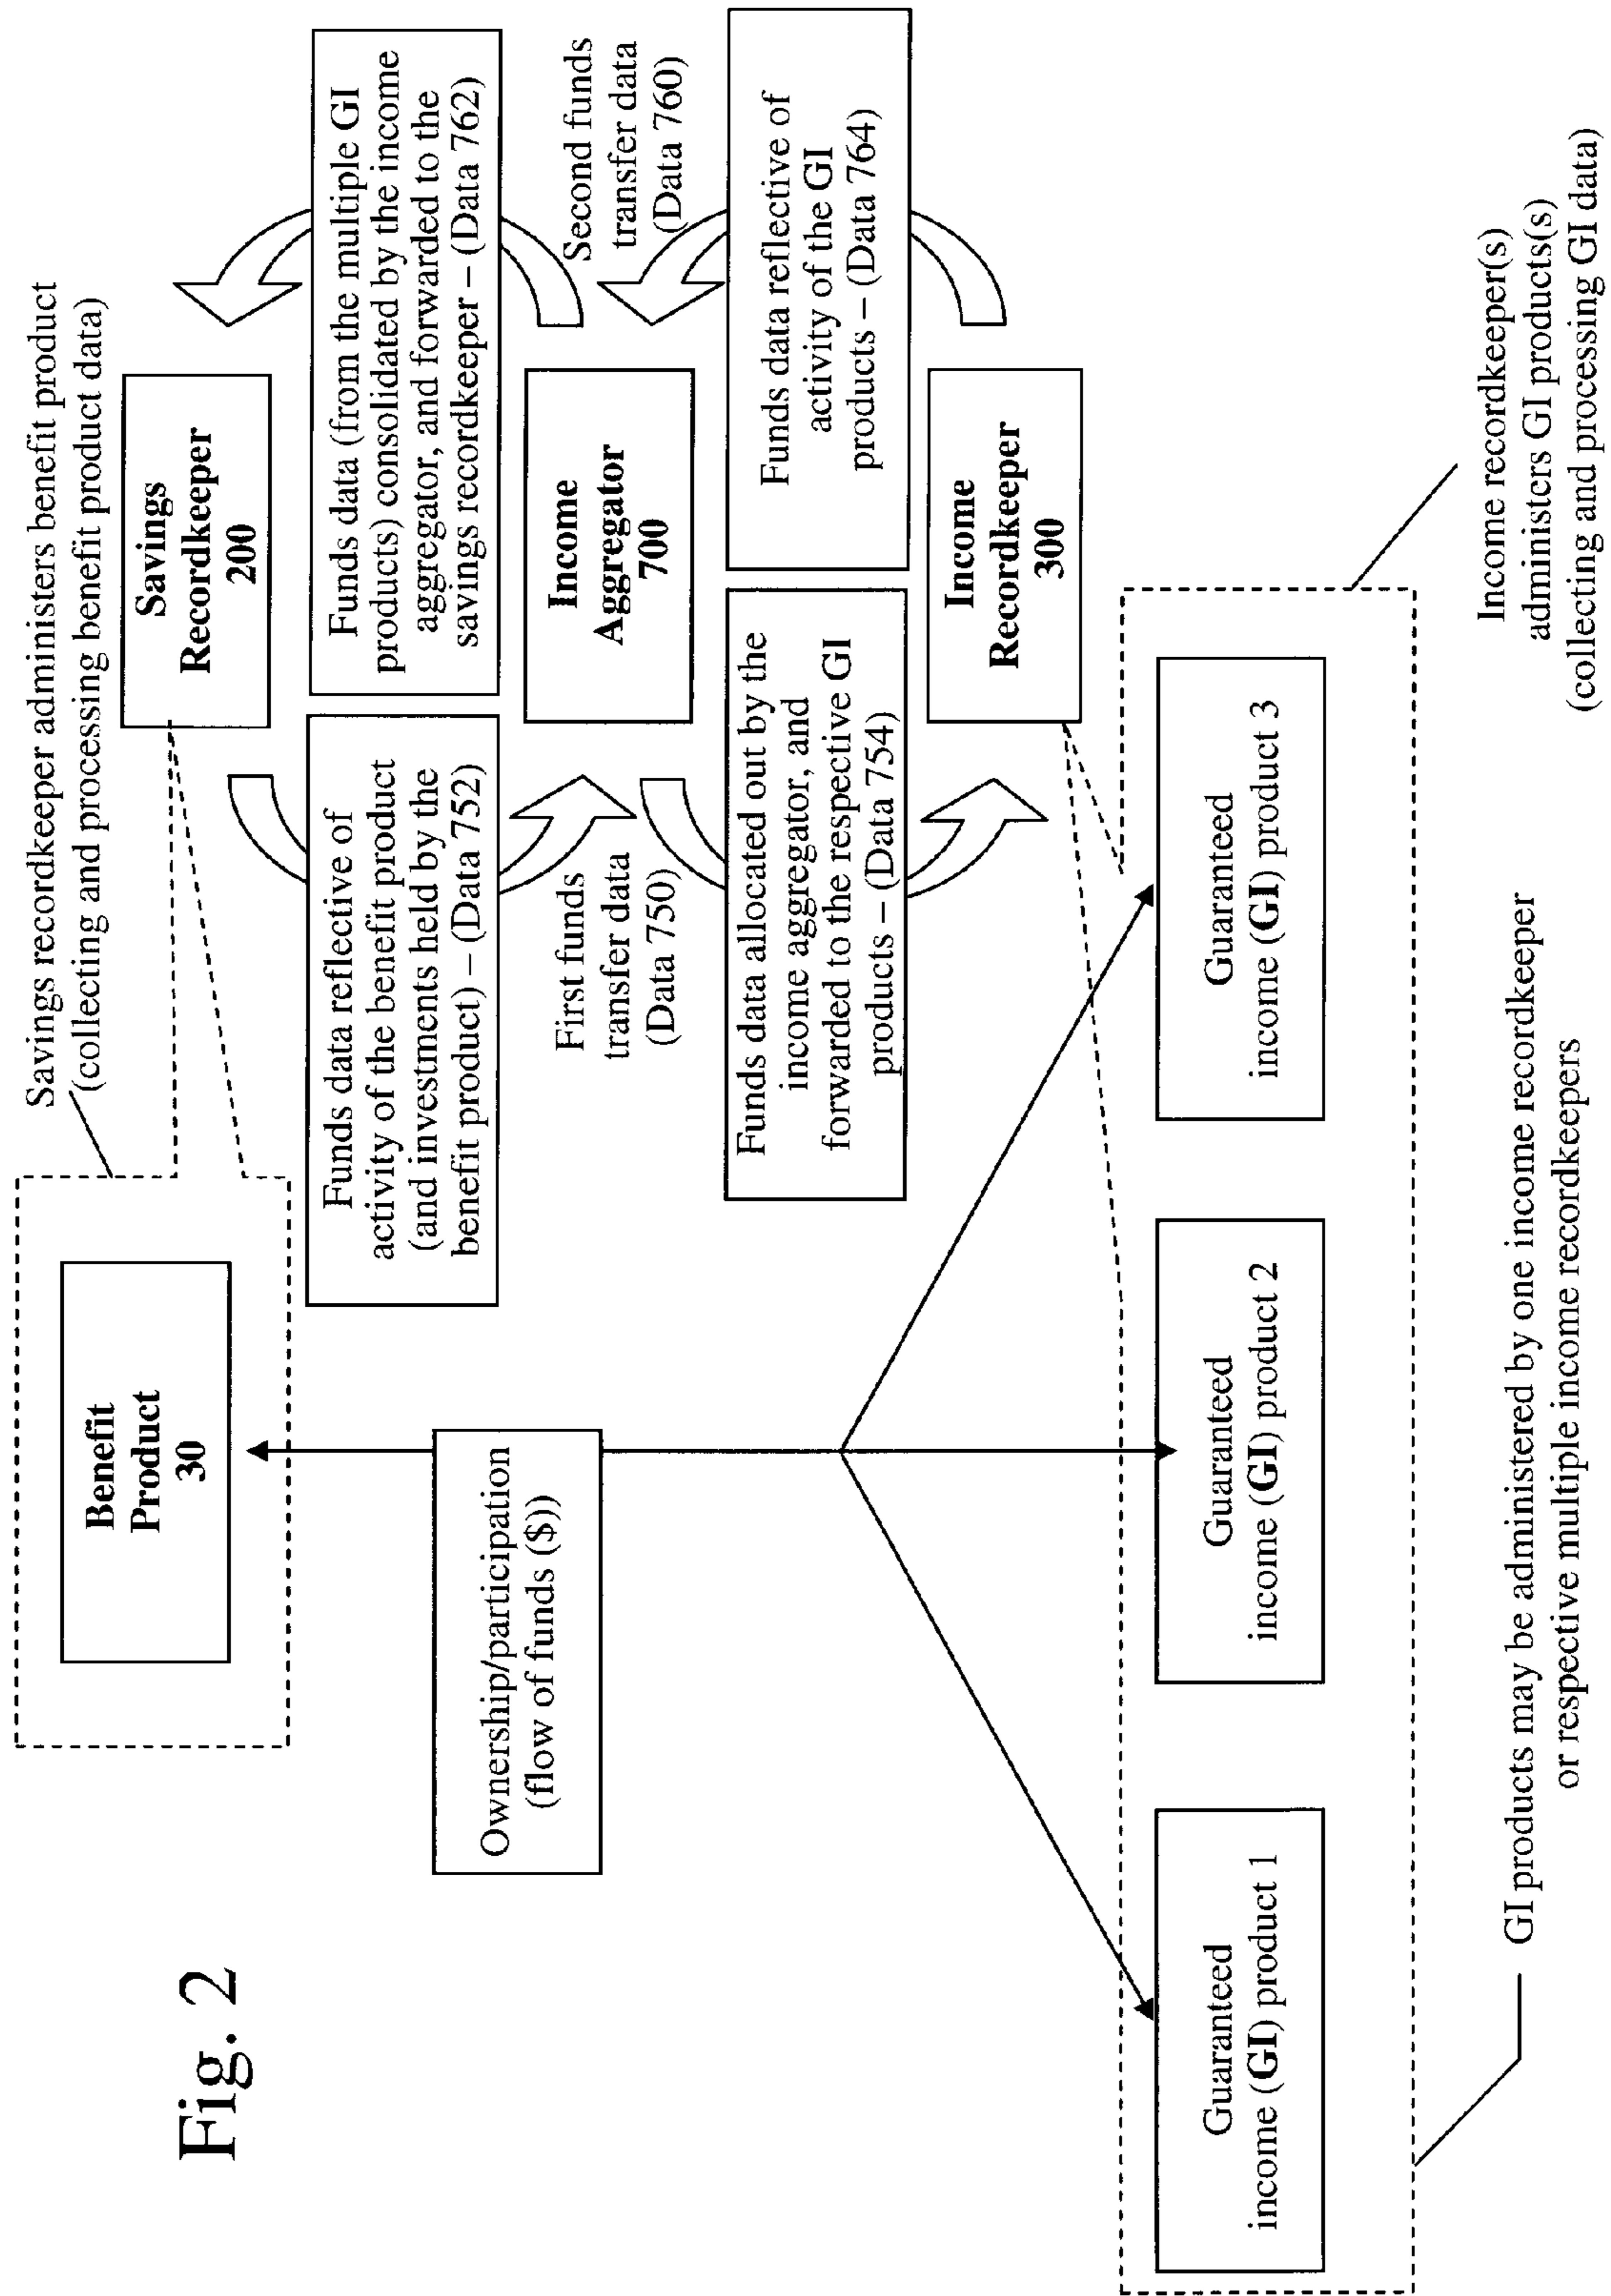 Fig. 2
Savings recordkeeper administers benefit product
(collecting and processing benefit product data)
Benefit
Product
30
Savings
Recordkeeper
200
Funds data reflective of
activity of the benefit product
(and investments held by the
benefit product) – (Data 752)
Funds data (from the multiple GI
products) consolidated by the income
aggregator, and forwarded to the
savings recordkeeper – (Data 762)
Ownership/participation
(flow of funds ($))
First funds
transfer data
(Data 750)
Income
Aggregator
700
Second funds
transfer data
(Data 760)
Funds data allocated out by the
income aggregator, and
forwarded to the respective GI
products – (Data 754)
Funds data reflective of
activity of the GI
products – (Data 764)
Income
Recordkeeper
300
Guaranteed
income (GI) product 1
Guaranteed
income (GI) product 2
Guaranteed
income (GI) product 3
Income recordkeeper(s)
administers GI products(s)
(collecting and processing GI data)
GI products may be administered by one income recordkeeper
or respective multiple income recordkeepers